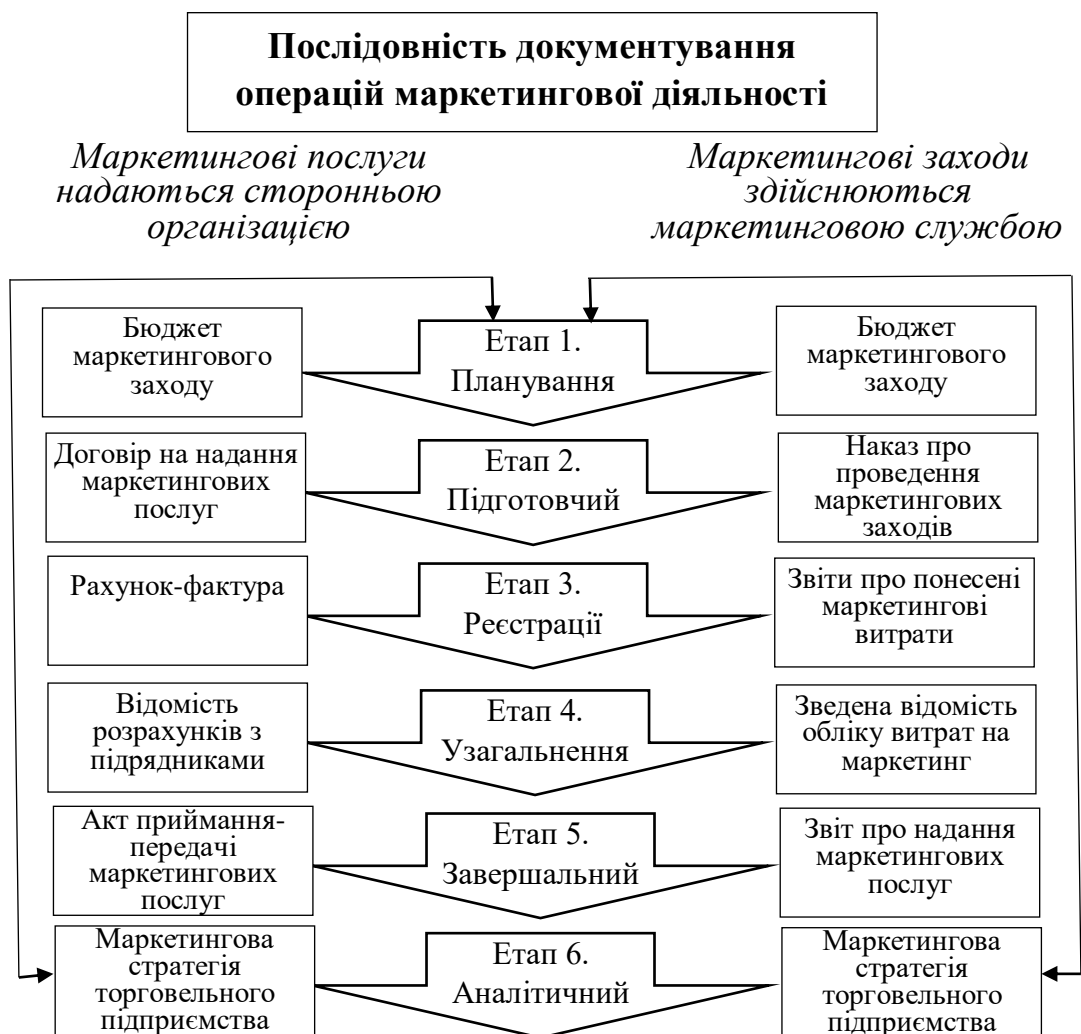 Послідовність документування
операцій маркетингової діяльності
Маркетингові послуги
надаються сторонньою
організацією
Маркетингові заходи
здійснюються
маркетинговою службою
Бюджет
маркетингового
заходу
Етап 1.
Планування
Бюджет
маркетингового
заходу
Договір на надання
маркетингових
послуг
Етап 2.
Підготовчий
Наказ про
проведення
маркетингових
заходів
Рахунок-фактура
Етап 3.
Реєстрації
Звіти про понесені
маркетингові
витрати
Відомість
розрахунків з
підрядниками
Етап 4.
Узагальнення
Зведена відомість
обліку витрат на
маркетинг
Акт приймання-
передачі
маркетингових
послуг
Етап 5.
Завершальний
Звіт про надання
маркетингових
послуг
Маркетингова
стратегія
торговельного
підприємства
Етап 6.
Аналітичний
Маркетингова
стратегія
торговельного
підприємства